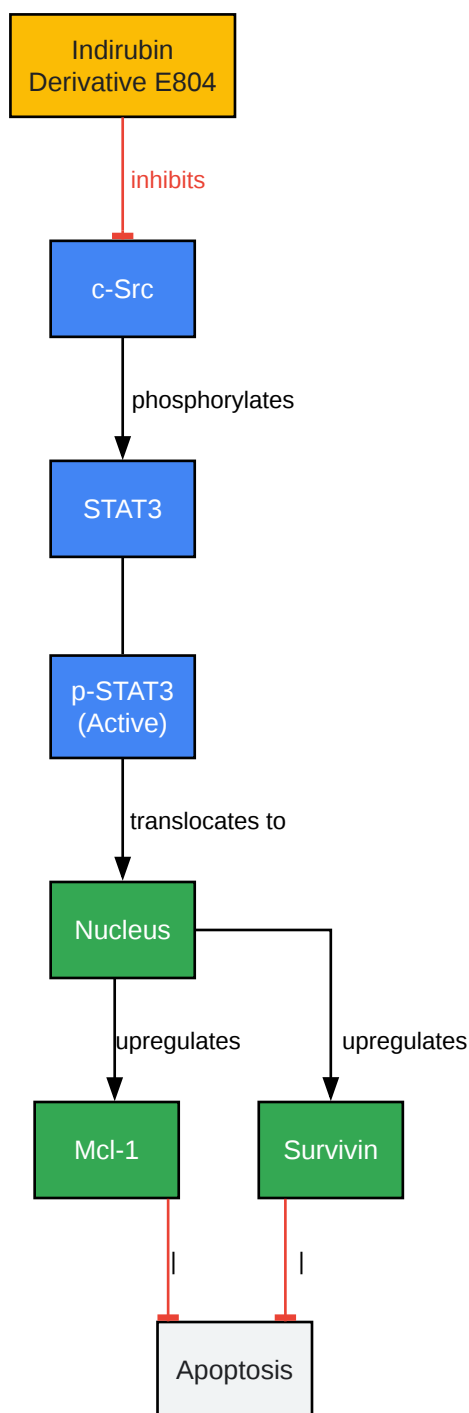 Indirubin
Derivative E804
inhibits
c-Src
phosphorylates
STAT3
p-STAT3
(Active)
translocates to
Nucleus
upregulates
upregulates
Mcl-1
Survivin
|
|
Apoptosis